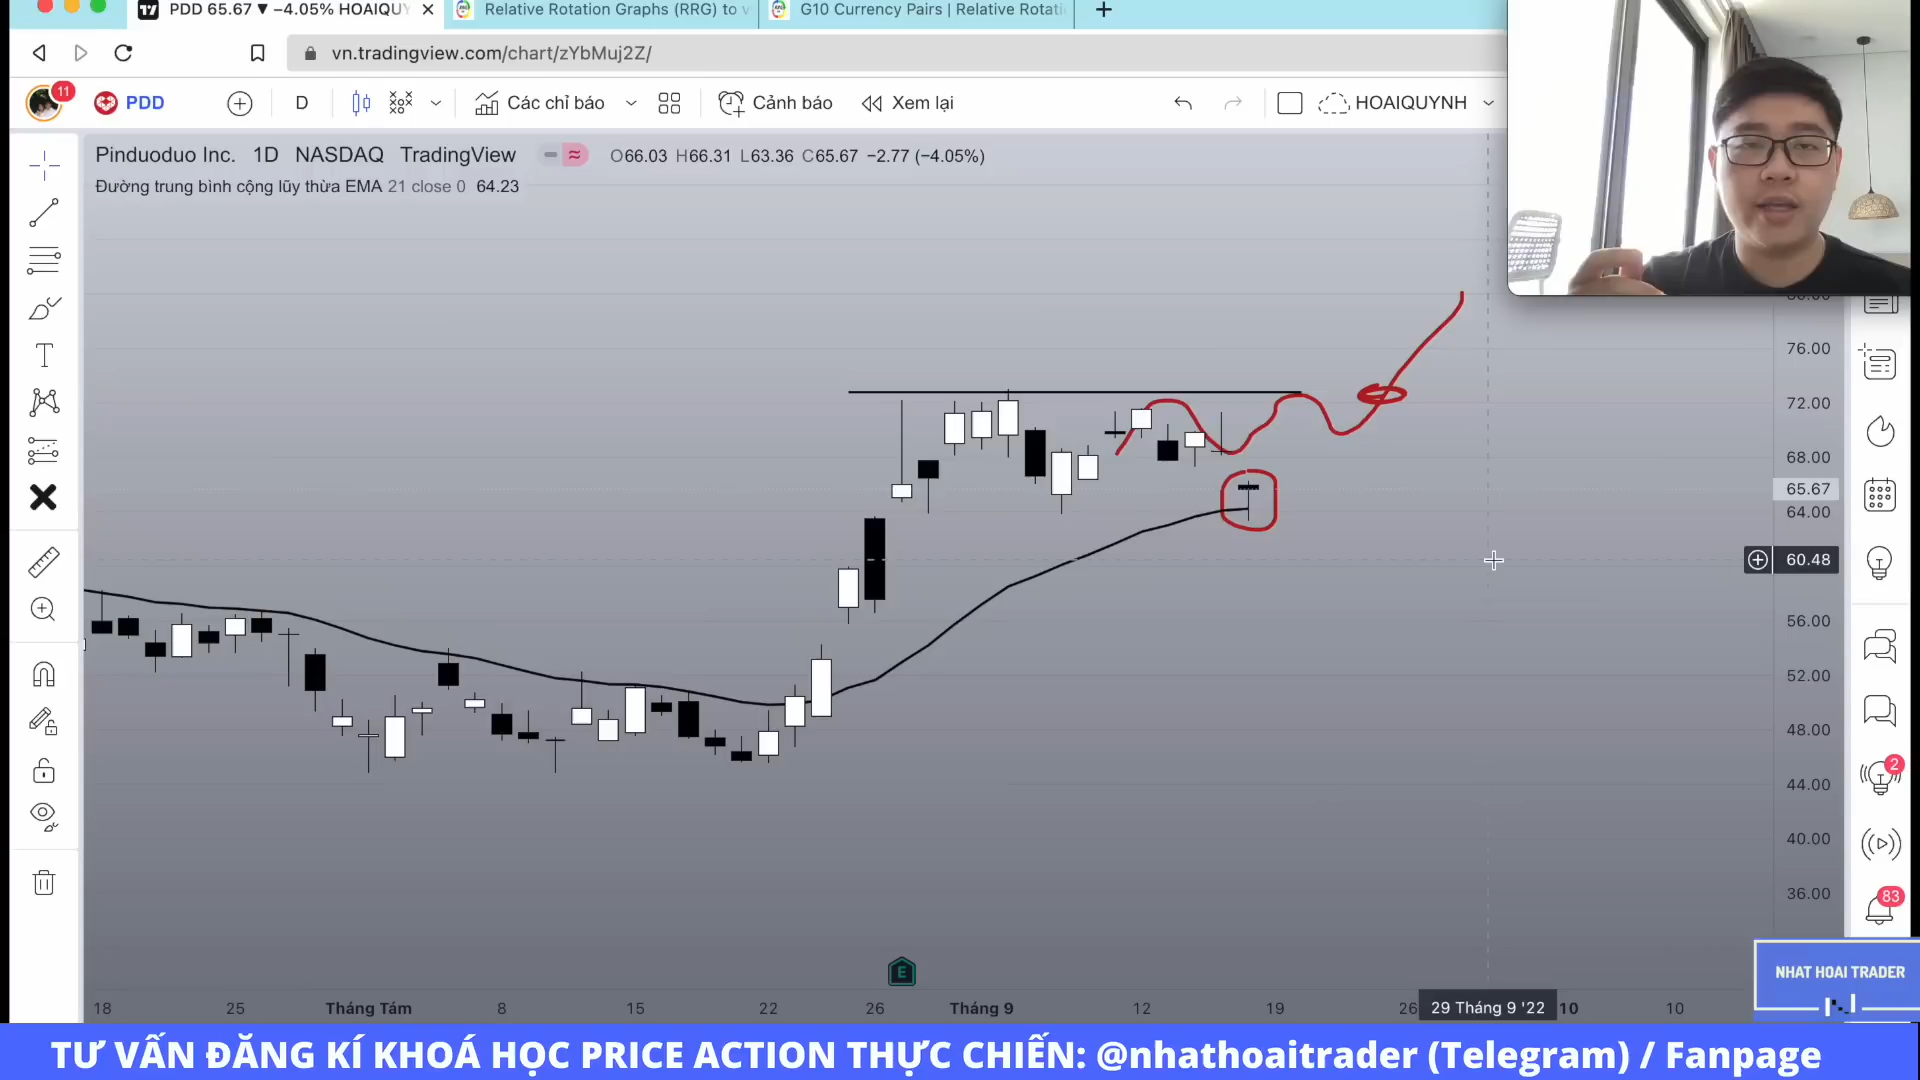 PDD 65.67 ▼ −4.05% HOAIQUY
Relative Rotation Graphs (RRG) to v
G10 Currency Pairs | Relative Rotati
vn.tradingview.com/chart/zYbMuj2Z/
11
PDD
D
Các chỉ báo
Cảnh báo
Xem lại
HOAIQUYNH
Pinduoduo Inc. 1D NASDAQ TradingView
O66.03 H66.31 L63.36 C65.67 −2.77 (−4.05%)
Đường trung bình cộng lũy thừa EMA 21 close 0 64.23
76.00
72.00
68.00
65.67
64.00
60.48
56.00
52.00
48.00
44.00
40.00
36.00
2
83
E
NHAT HOAI TRADER
18 25 Tháng Tám 8 15 22 26 Tháng 9 12 19 26 29 Tháng 9 '22 10 10
TƯ VẤN ĐĂNG KÍ KHOÁ HỌC PRICE ACTION THỰC CHIẾN: @nhathoaitrader (Telegram) / Fanpage